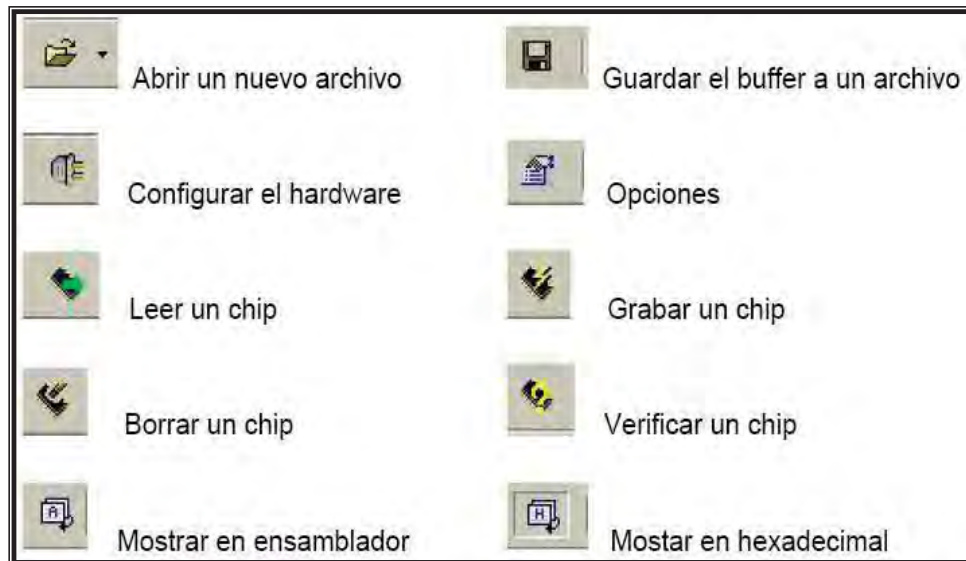 Abrir un nuevo archivo
Guardar el buffer a un archivo
Configurar el hardware
Opciones
Leer un chip
Grabar un chip
Borrar un chip
Verificar un chip
A
Mostrar en ensamblador
H
Mostar en hexadecimal